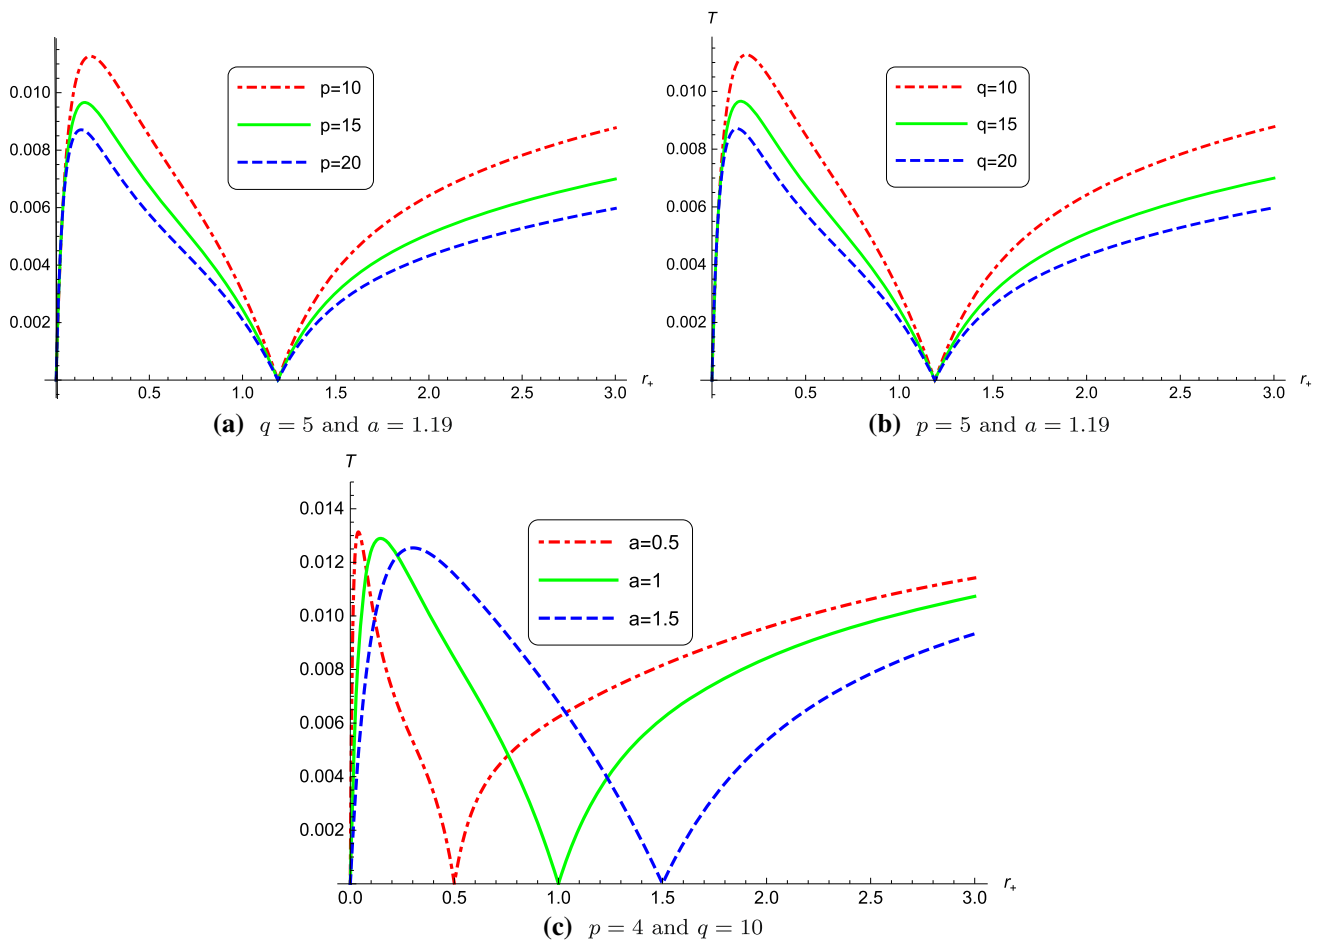 T
0.010
0.008
0.006
0.004
0.002
p=10
p=15
p=20
0.5
1.0
1.5
2.0
2.5
3.0
r+
(a) q = 5 and a = 1.19
0.010
0.008
0.006
0.004
0.002
q=10
q=15
q=20
0.5
1.0
1.5
2.0
2.5
3.0
r+
(b) p = 5 and a = 1.19
T
0.014
0.012
0.010
0.008
0.006
0.004
0.002
a=0.5
a=1
a=1.5
0.0
0.5
1.0
1.5
2.0
2.5
3.0
r+
(c) p = 4 and q = 10